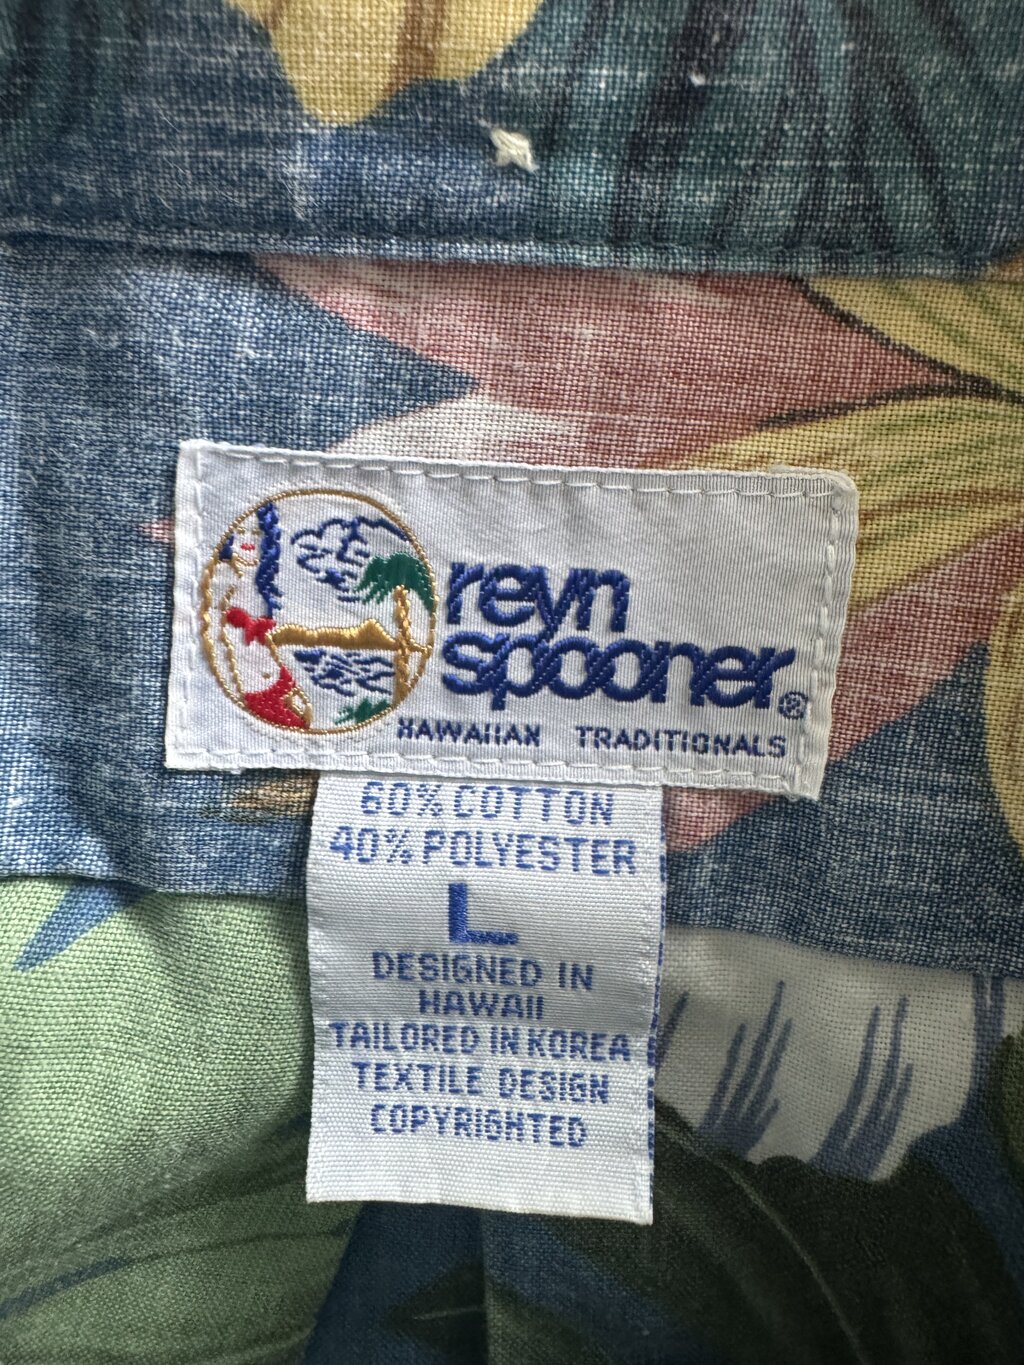 reyn
spooner®
HAWAIIAN TRADITIONALS
60% COTTON
40% POLYESTER
L
DESIGNED IN
HAWAII
TAILORED IN KOREA
TEXTILE DESIGN
COPYRIGHTED